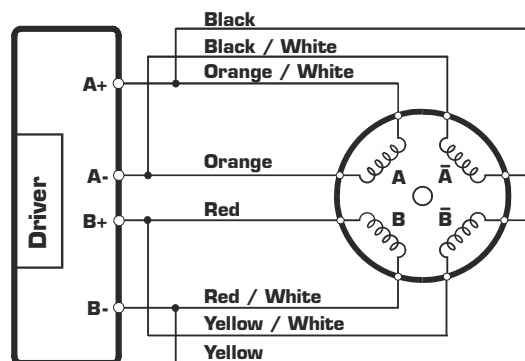 Black
Black / White
Orange / White
A+
Orange
A-
A
Ā
Driver
B+
Red
B
B̄
B-
Red / White
Yellow / White
Yellow